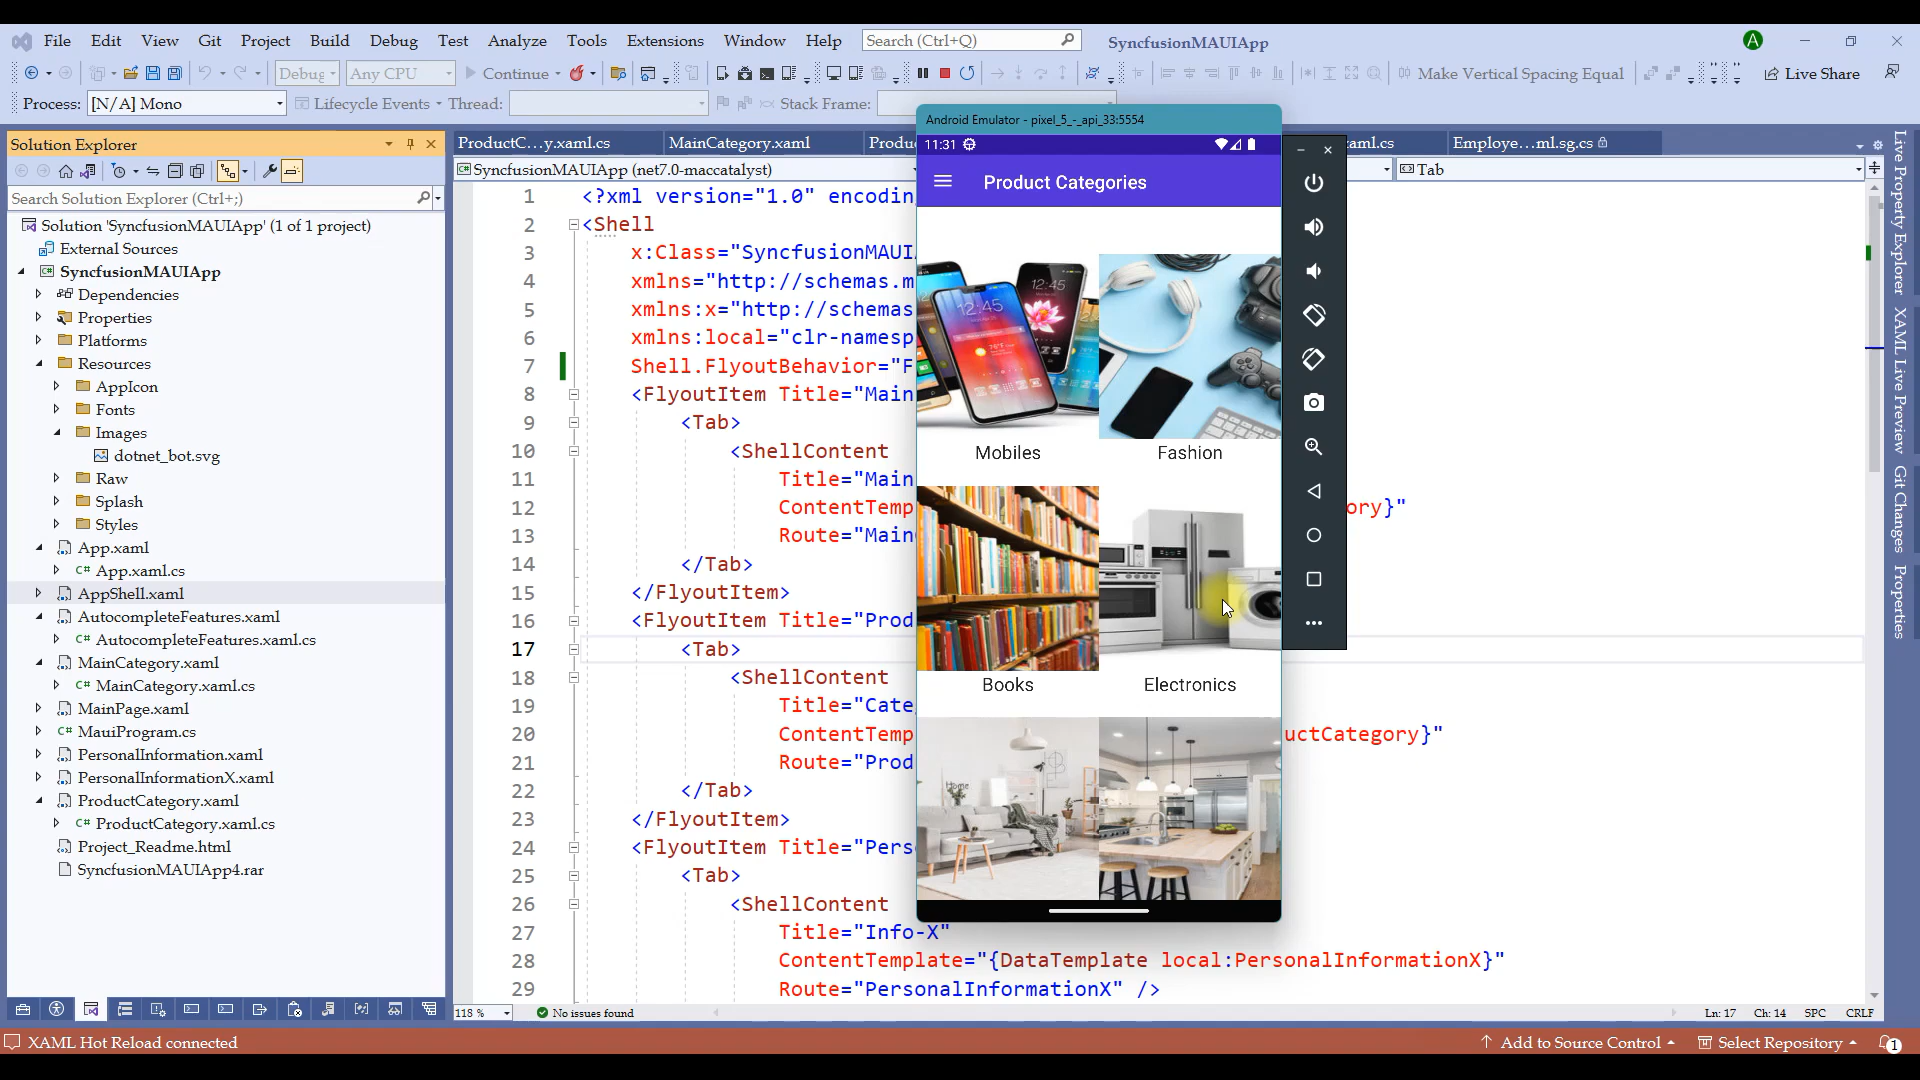 File Edit View Git Project Build Debug Test Analyze Tools Extensions Window Help Search (Ctrl+Q) SyncfusionMAUIApp A
Debug Any CPU Continue Make Vertical Spacing Equal Live Share
Process: [N/A] Mono Lifecycle Events Thread: Stack Frame:
Solution Explorer
Search Solution Explorer (Ctrl+;)
Solution 'SyncfusionMAUIApp' (1 of 1 project)
External Sources
SyncfusionMAUIApp
Dependencies
Properties
Platforms
Resources
AppIcon
Fonts
Images
dotnet_bot.svg
Raw
Splash
Styles
App.xaml
App.xaml.cs
AppShell.xaml
AutocompleteFeatures.xaml
AutocompleteFeatures.xaml.cs
MainCategory.xaml
MainCategory.xaml.cs
MainPage.xaml
MauiProgram.cs
PersonalInformation.xaml
PersonalInformationX.xaml
ProductCategory.xaml
ProductCategory.xaml.cs
Project_Readme.html
SyncfusionMAUIApp4.rar
ProductC...y.xaml.cs MainCategory.xaml Produ xaml.cs Employe...ml.sg.cs
SyncfusionMAUIApp (net7.0-maccatalyst) Tab
1 <?xml version="1.0" encodin
2 <Shell
3 x:Class="SyncfusionMAUI
4 xmlns="http://schemas.m
5 xmlns:x="http://schemas
6 xmlns:local="clr-namesp
7 Shell.FlyoutBehavior="F
8 <FlyoutItem Title="Main
9 <Tab>
10 <ShellContent
11 Title="Main
12 ContentTemp ory}"
13 Route="Main
14 </Tab>
15 </FlyoutItem>
16 <FlyoutItem Title="Prod
17 <Tab>
18 <ShellContent
19 Title="Cate
20 ContentTemp uctCategory}"
21 Route="Prod
22 </Tab>
23 </FlyoutItem>
24 <FlyoutItem Title="Pers
25 <Tab>
26 <ShellContent
27 Title="Info-X"
28 ContentTemplate="{DataTemplate local:PersonalInformationX}"
29 Route="PersonalInformationX" />
Android Emulator - pixel_5_-_api_33:5554
11:31
Product Categories
12:45
12:45
Mobiles Fashion
Books Electronics
Home
Live Property Explorer
XAML Live Preview
Git Changes
Properties
118 % No issues found Ln: 17 Ch: 14 SPC CRLF
XAML Hot Reload connected Add to Source Control Select Repository 1